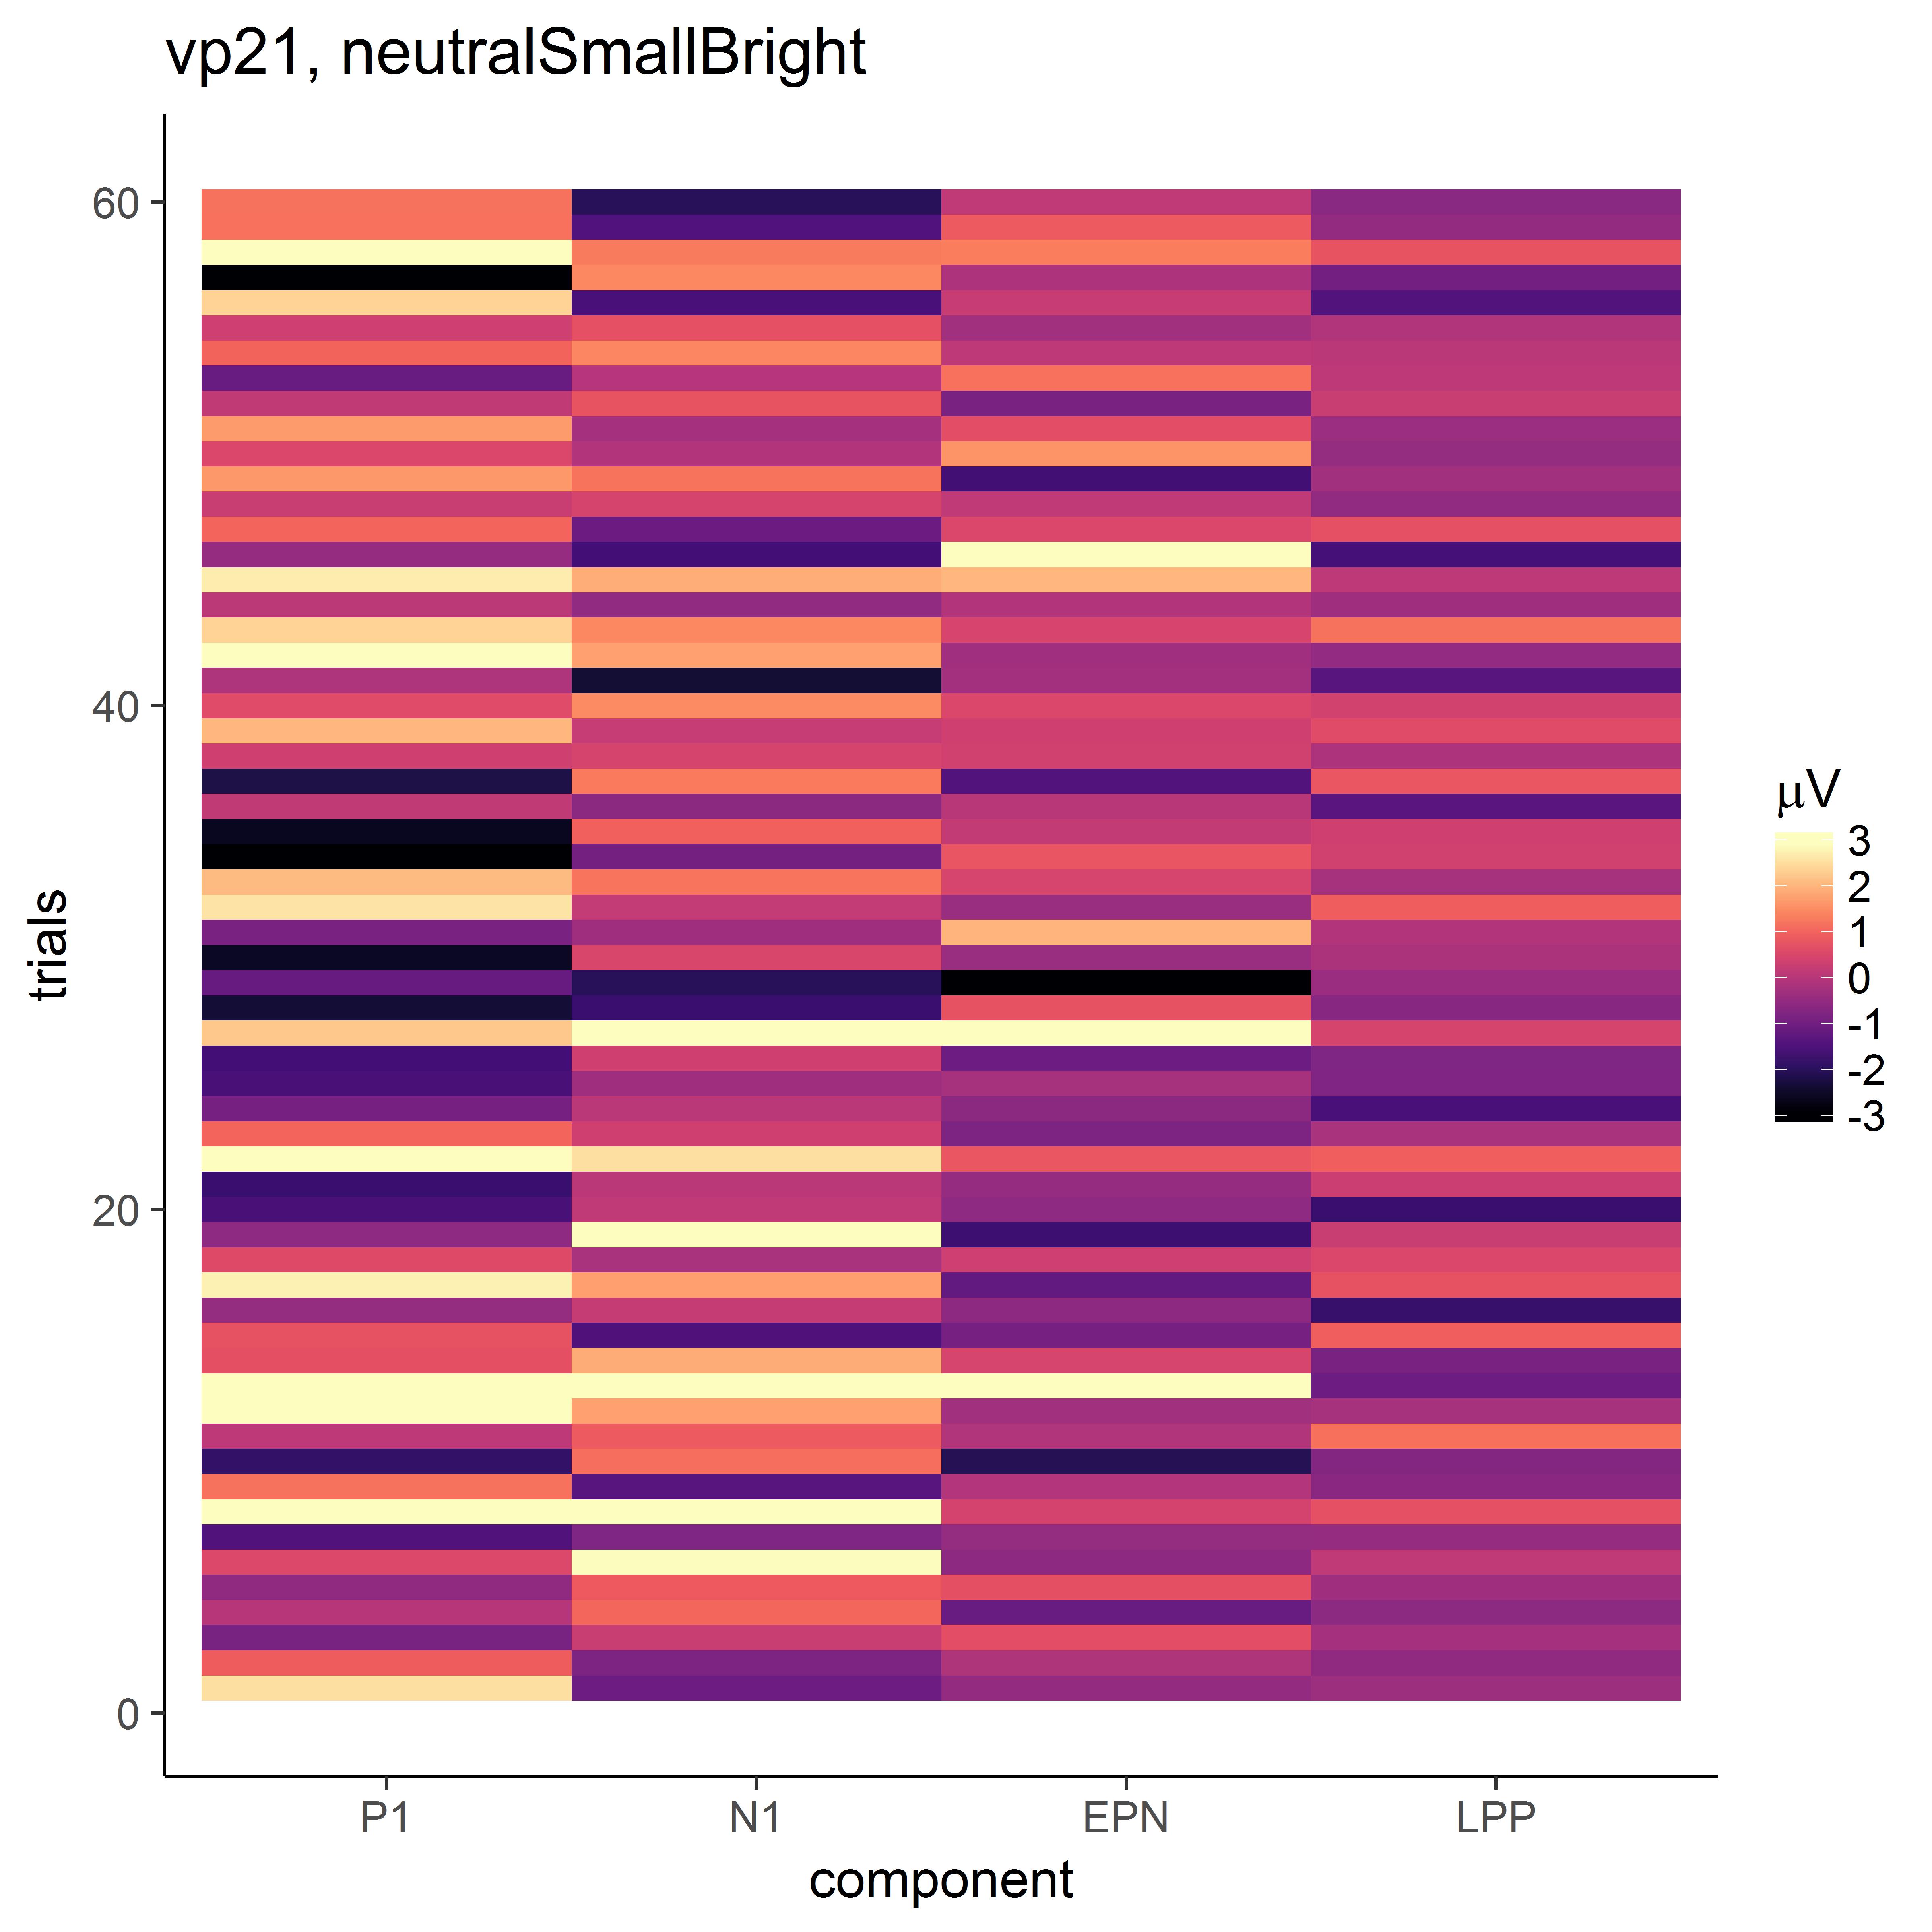 vp21, neutralSmallBright
60
40
20
0
trials
P1 N1 EPN LPP
component
μV
3
2
1
0
-1
-2
-3